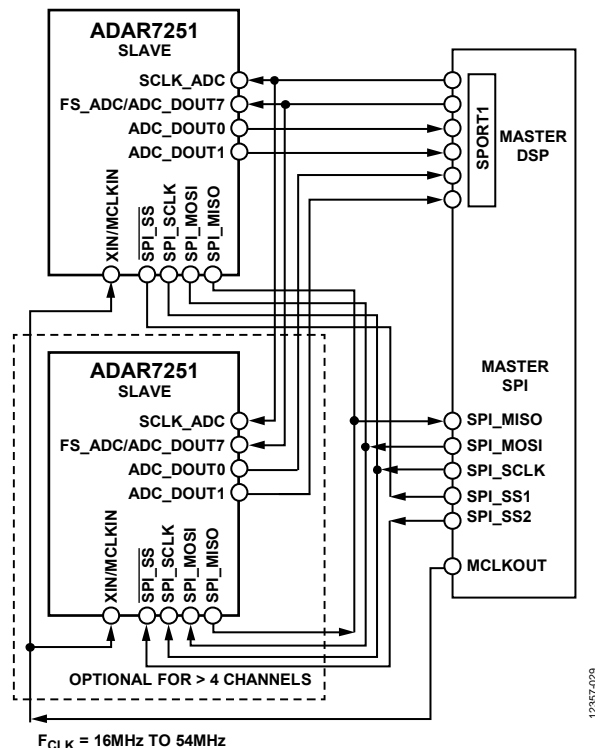 ADAR7251
SLAVE
SCLK_ADC
FS_ADC/ADC_DOUT7
ADC_DOUT0
ADC_DOUT1
XIN/MCLKIN
SPI_SS
SPI_SCLK
SPI_MOSI
SPI_MISO
SPORT1
MASTER
DSP
ADAR7251
SLAVE
SCLK_ADC
FS_ADC/ADC_DOUT7
ADC_DOUT0
ADC_DOUT1
XIN/MCLKIN
SPI_SS
SPI_SCLK
SPI_MOSI
SPI_MISO
OPTIONAL FOR > 4 CHANNELS
MASTER
SPI
SPI_MISO
SPI_MOSI
SPI_SCLK
SPI_SS1
SPI_SS2
MCLKOUT
FCLK = 16MHz TO 54MHz
12357-029